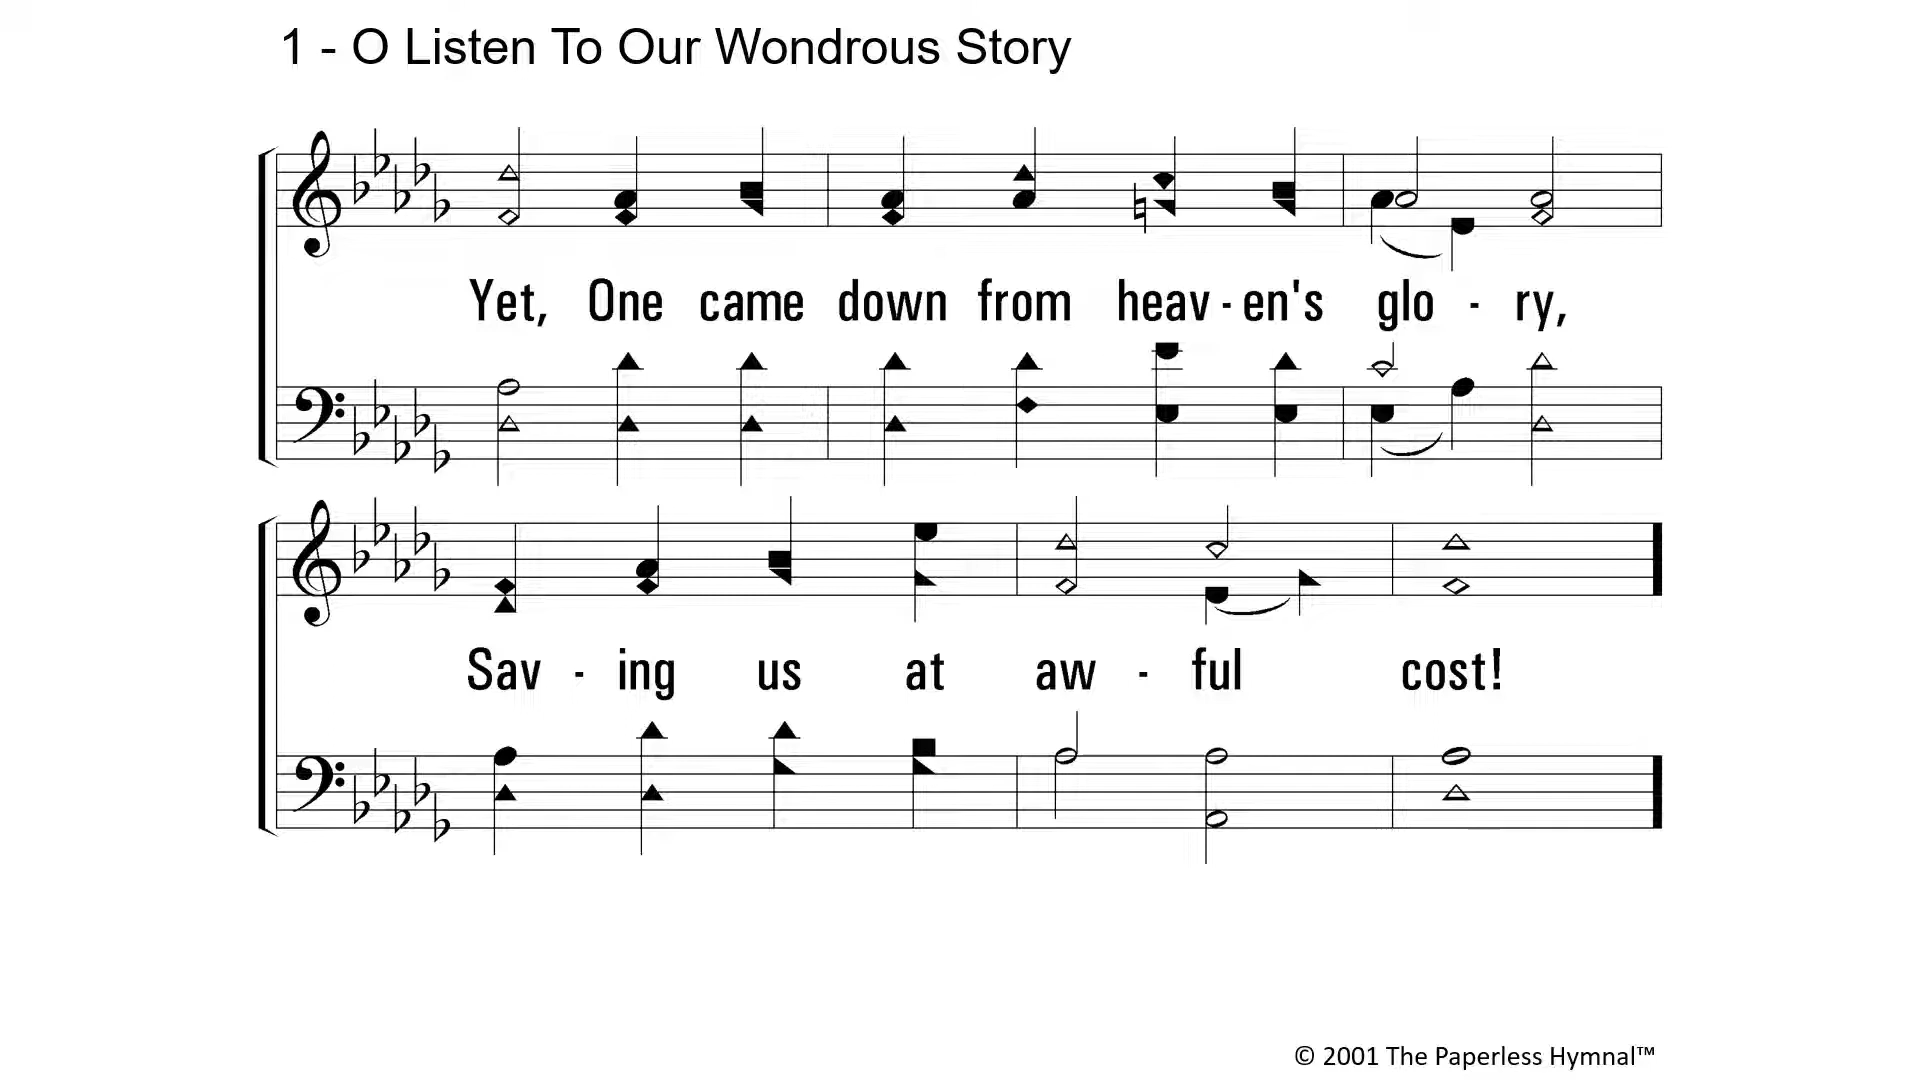 1 - O Listen To Our Wondrous Story
Yet, One came down from heav - en's glo - ry,
Sav - ing us at aw - ful cost!
© 2001 The Paperless Hymnal™